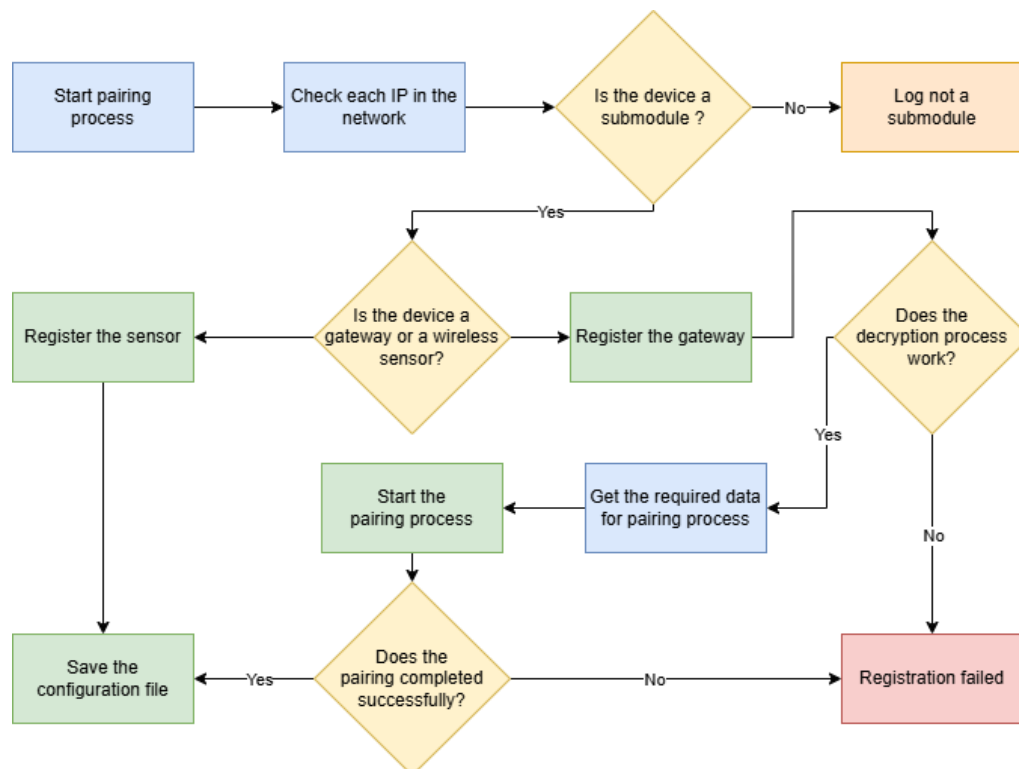 Start pairing
process
Check each IP in the
network
Is the device a
submodule ?
No
Log not a
submodule
Yes
Register the sensor
Is the device a
gateway or a wireless
sensor?
Register the gateway
Does the
decryption process
work?
Yes
Start the
pairing process
Get the required data
for pairing process
No
Save the
configuration file
Yes
Does the
pairing completed
successfully?
No
Registration failed